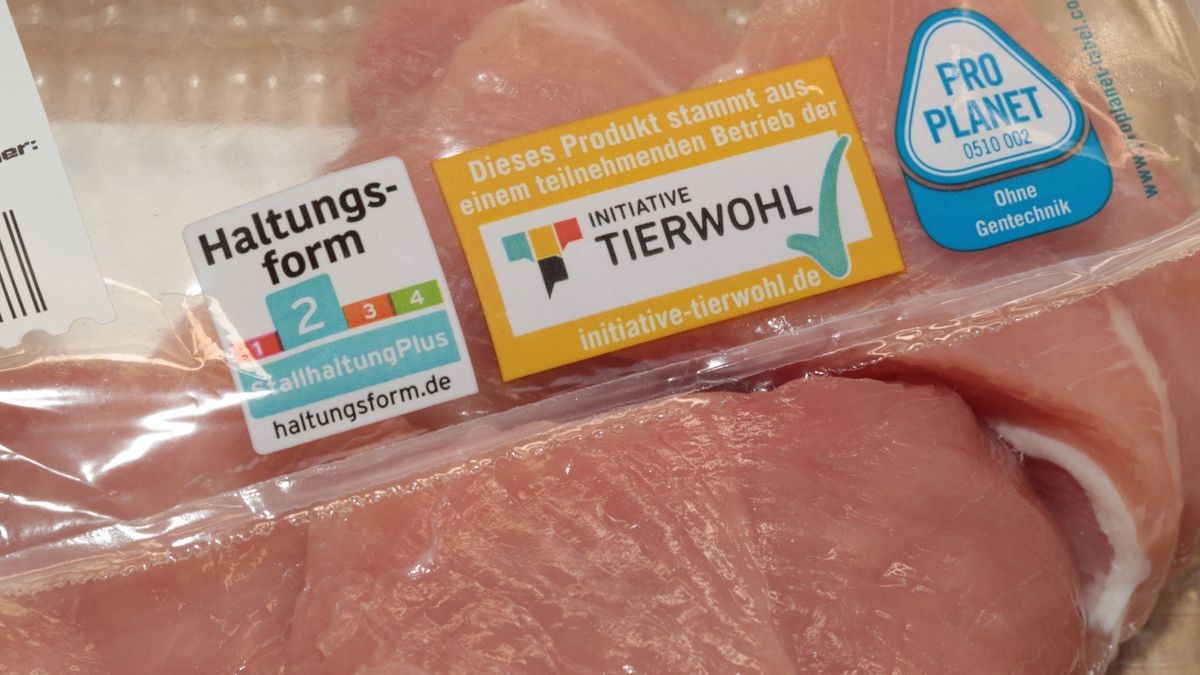 Haltungs-
form
1 2 3 4
StallhaltungPlus
haltungsform.de
Dieses Produkt stammt aus
einem teilnehmenden Betrieb der
INITIATIVE
TIERWOHL
initiative-tierwohl.de
PRO
PLANET
0510 002
Ohne
Gentechnik